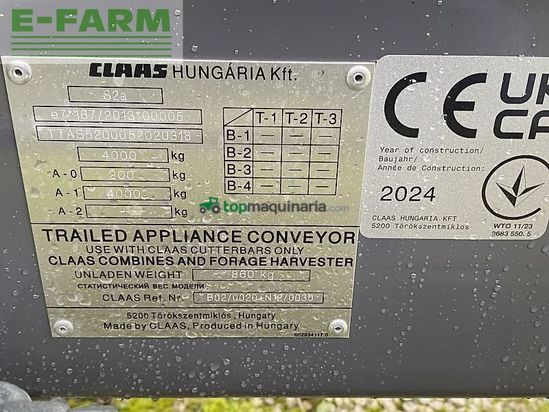 E-FARM
CLAAS HUNGÁRIA Kft.
S2a
e7*167/2013*00005
TTAS5200052020318
4000 kg
A-0 200 kg
A-1 4000 kg
A-2 kg
T-1 T-2 T-3
B-1 — — —
B-2 — — —
B-3 — — —
B-4 — — —
topmaquinaria.com
TRAILED APPLIANCE CONVEYOR
USE WITH CLAAS CUTTERBARS ONLY
CLAAS COMBINES AND FORAGE HARVESTER
UNLADEN WEIGHT 860 kg
СТАТИСТИЧЕСКИЙ ВЕС МОДЕЛИ
CLAAS Ref. Nr. B02/0020*N12/0030
5200 Törökszentmiklós, Hungary
Made by CLAAS, Produced in Hungary
CE
UK
CA
Year of construction/
Baujahr/
Année de Construction:
2024
CLAAS HUNGARIA. KFT
5200 Törökszentmiklós
WTO 11/23
2683 550.5